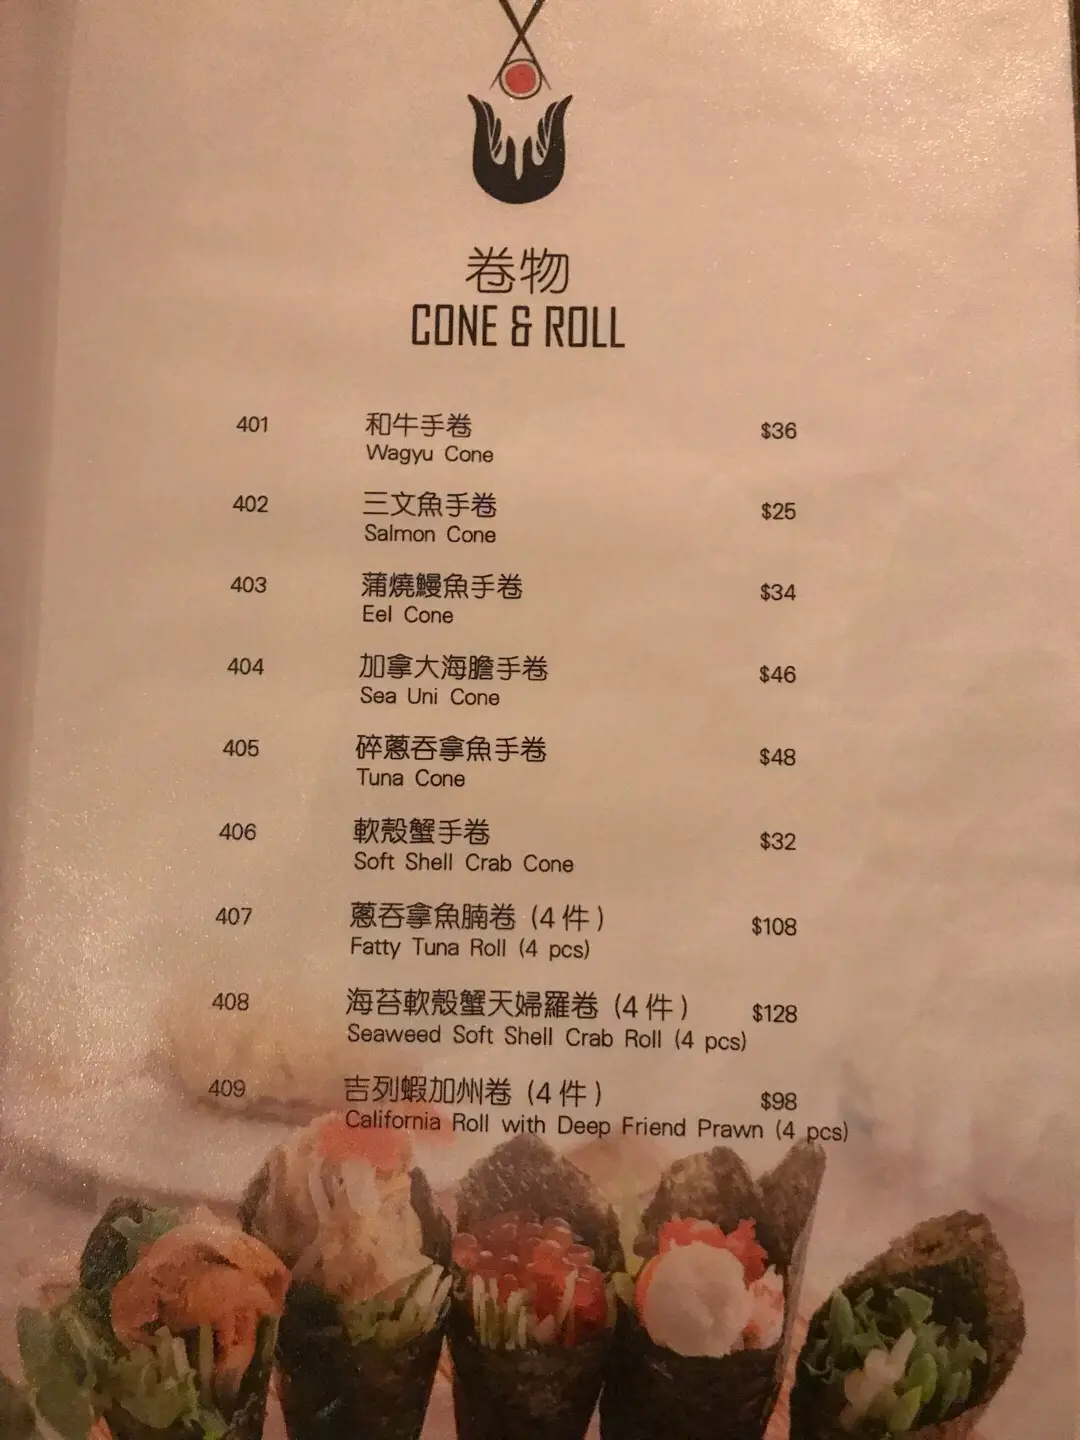 卷物
CONE & ROLL
401 和牛手卷 $36
Wagyu Cone
402 三文魚手卷 $25
Salmon Cone
403 蒲燒鰻魚手卷 $34
Eel Cone
404 加拿大海膽手卷 $46
Sea Uni Cone
405 碎蔥吞拿魚手卷 $48
Tuna Cone
406 軟殼蟹手卷 $32
Soft Shell Crab Cone
407 蔥吞拿魚腩卷 (4件) $108
Fatty Tuna Roll (4 pcs)
408 海苔軟殼蟹天婦羅卷 (4件) $128
Seaweed Soft Shell Crab Roll (4 pcs)
409 吉列蝦加州卷 (4件) $98
California Roll with Deep Friend Prawn (4 pcs)